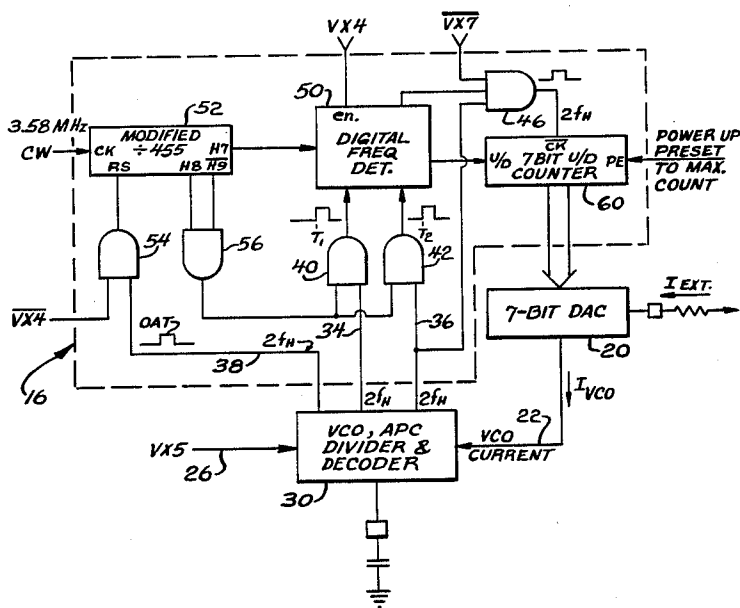 VX4
VX7
50
en.
DIGITAL
FREQ
DET.
46
2fH
3.58 MHz
CW
52
MODIFIED
÷455
CK
H7
RS
H8
H9
U/D
CK
7BIT U/D
COUNTER
PE
60
POWER UP
PRESET
TO MAX.
COUNT
54
56
T1
T2
40
42
VX4
OAT
34
36
2fH
38
16
7-BIT DAC
20
I EXT.
2fH
2fH
IVCO
22
VCO
CURRENT
VX5
26
VCO, APC
DIVIDER &
DECODER
30